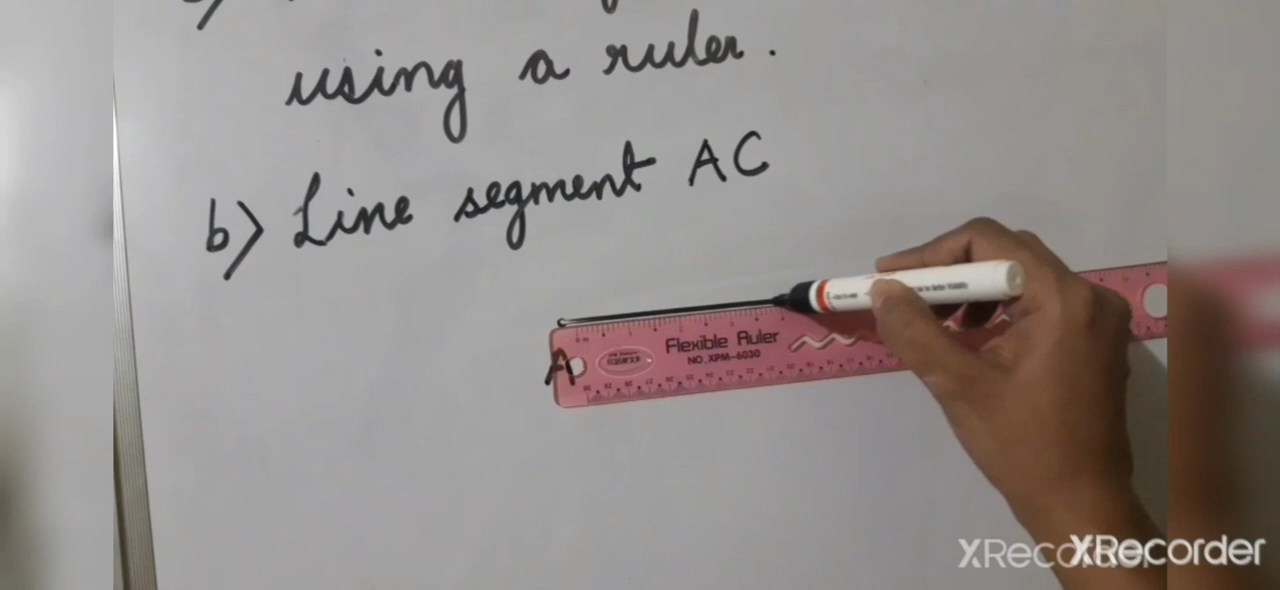 using a ruler.
b) Line segment AC
A
Flexible Ruler
NO. XPM-6030
XRecorder